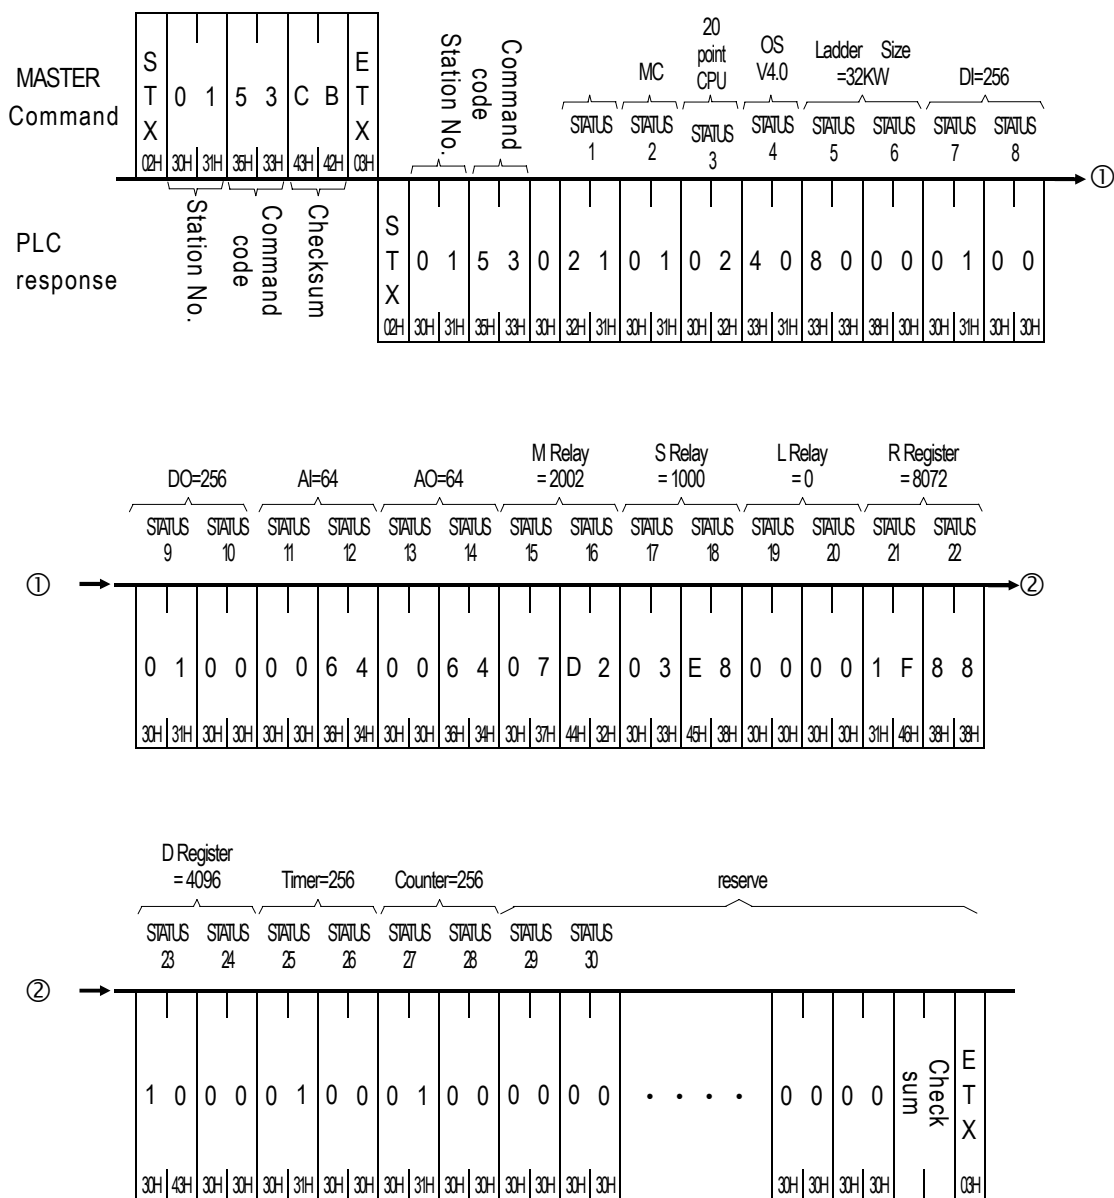 MASTER
Command
STX 0 1 5 3 C B ETX
02H 30H 31H 35H 33H 43H 42H 03H
Station No.
Command code
Checksum
Station No.
Command code
MC
20 point CPU
OS V4.0
Ladder Size =32KW
DI=256
STATUS 1
STATUS 2
STATUS 3
STATUS 4
STATUS 5
STATUS 6
STATUS 7
STATUS 8
①
PLC
response
STX 0 1 5 3 0 2 1 0 1 0 2 4 0 8 0 0 0 0 1 0 0
02H 30H 31H 35H 33H 30H 32H 31H 30H 31H 30H 32H 33H 31H 33H 33H 38H 30H 30H 31H 30H 30H
DO=256
AI=64
AO=64
M Relay = 2002
S Relay = 1000
L Relay = 0
R Register = 8072
STATUS 9
STATUS 10
STATUS 11
STATUS 12
STATUS 13
STATUS 14
STATUS 15
STATUS 16
STATUS 17
STATUS 18
STATUS 19
STATUS 20
STATUS 21
STATUS 22
①
②
0 1 0 0 0 0 6 4 0 0 6 4 0 7 D 2 0 3 E 8 0 0 0 0 1 F 8 8
30H 31H 30H 30H 30H 30H 36H 34H 30H 30H 36H 34H 30H 37H 44H 32H 30H 33H 45H 38H 30H 30H 30H 30H 31H 46H 38H 38H
D Register = 4096
Timer=256
Counter=256
reserve
STATUS 23
STATUS 24
STATUS 25
STATUS 26
STATUS 27
STATUS 28
STATUS 29
STATUS 30
②
1 0 0 0 0 1 0 0 0 1 0 0 0 0 0 0 • • • • 0 0 0 0 Check sum ETX
30H 43H 30H 30H 30H 31H 30H 30H 30H 31H 30H 30H 30H 30H 30H 30H 30H 30H 30H 30H 03H